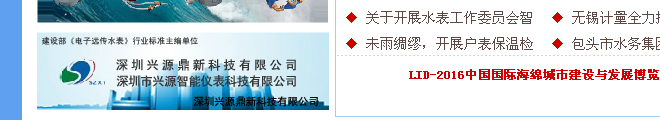 建设部《电子远传水表》行业标准主编单位
深圳兴源鼎新科技有限公司
深圳市兴源智能仪表科技有限公司
SZXY
深圳兴源鼎新科技有限公司
关于开展水表工作委员会智
未雨绸缪，开展户表保温检
无锡计量全力
包头市水务集团
LID-2016中国国际海绵城市建设与发展博览